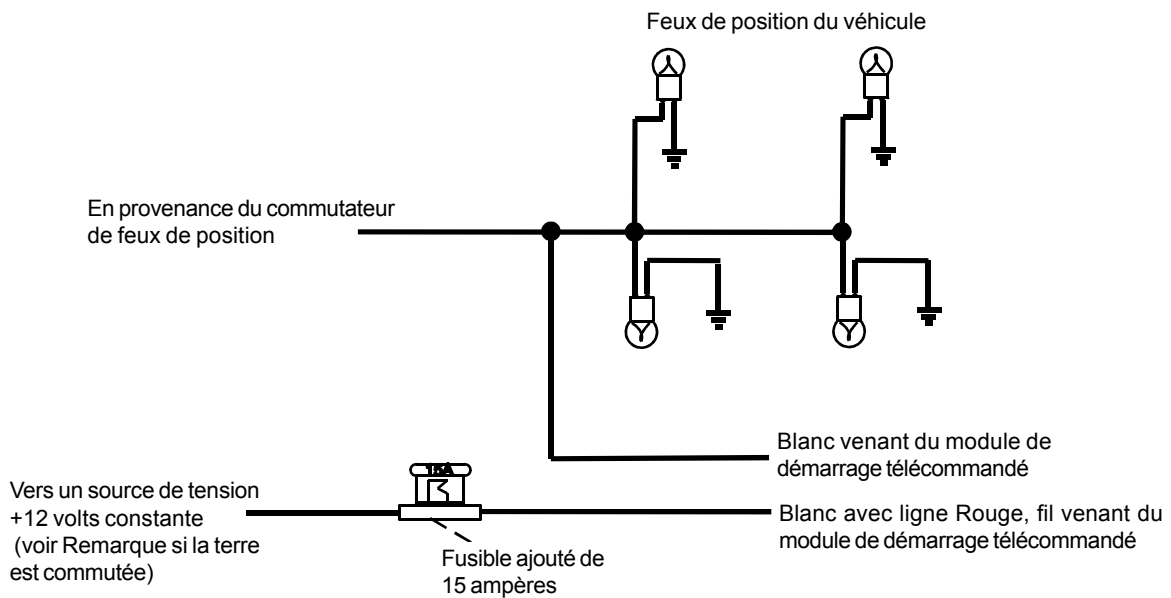 Feux de position du véhicule
En provenance du commutateur
de feux de position
Blanc venant du module de
démarrage télécommandé
15A
Vers un source de tension
+12 volts constante
(voir Remarque si la terre
est commutée)
Fusible ajouté de
15 ampères
Blanc avec ligne Rouge, fil venant du
module de démarrage télécommandé